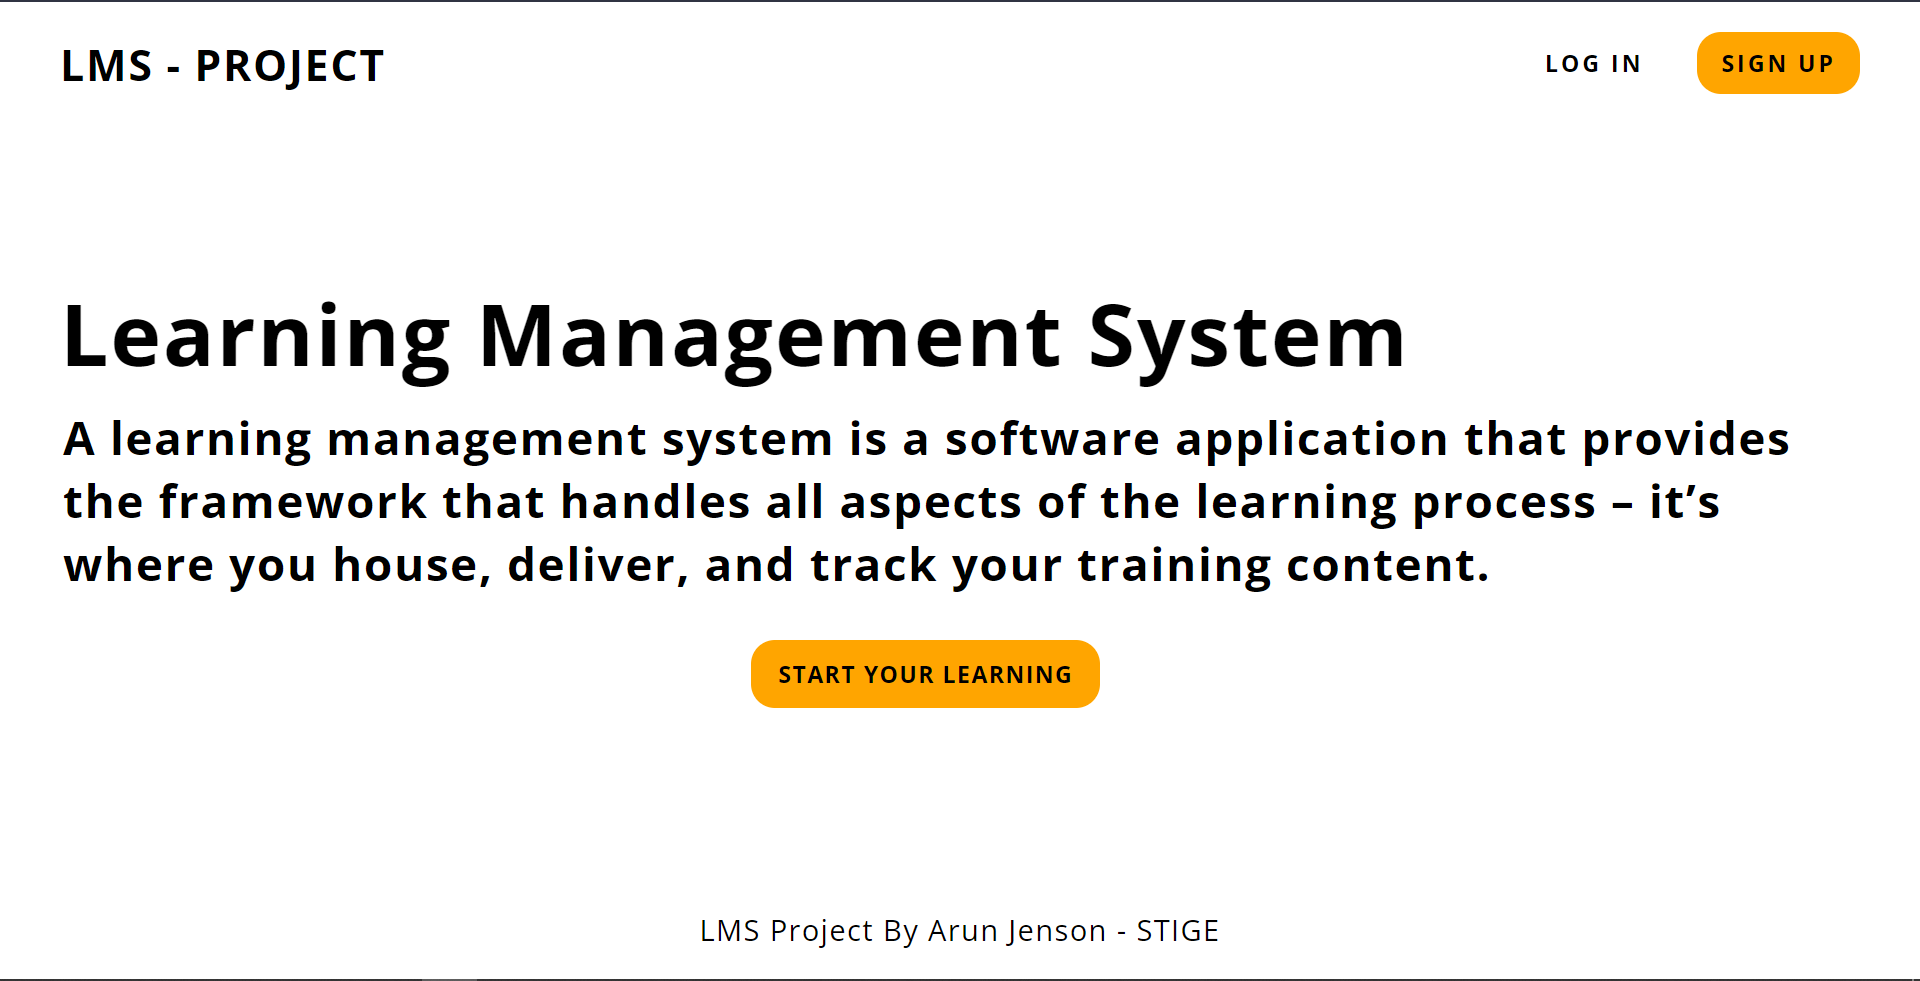 LMS - PROJECT
LOG IN
SIGN UP
Learning Management System
A learning management system is a software application that provides
the framework that handles all aspects of the learning process – it’s
where you house, deliver, and track your training content.
START YOUR LEARNING
LMS Project By Arun Jenson - STIGE